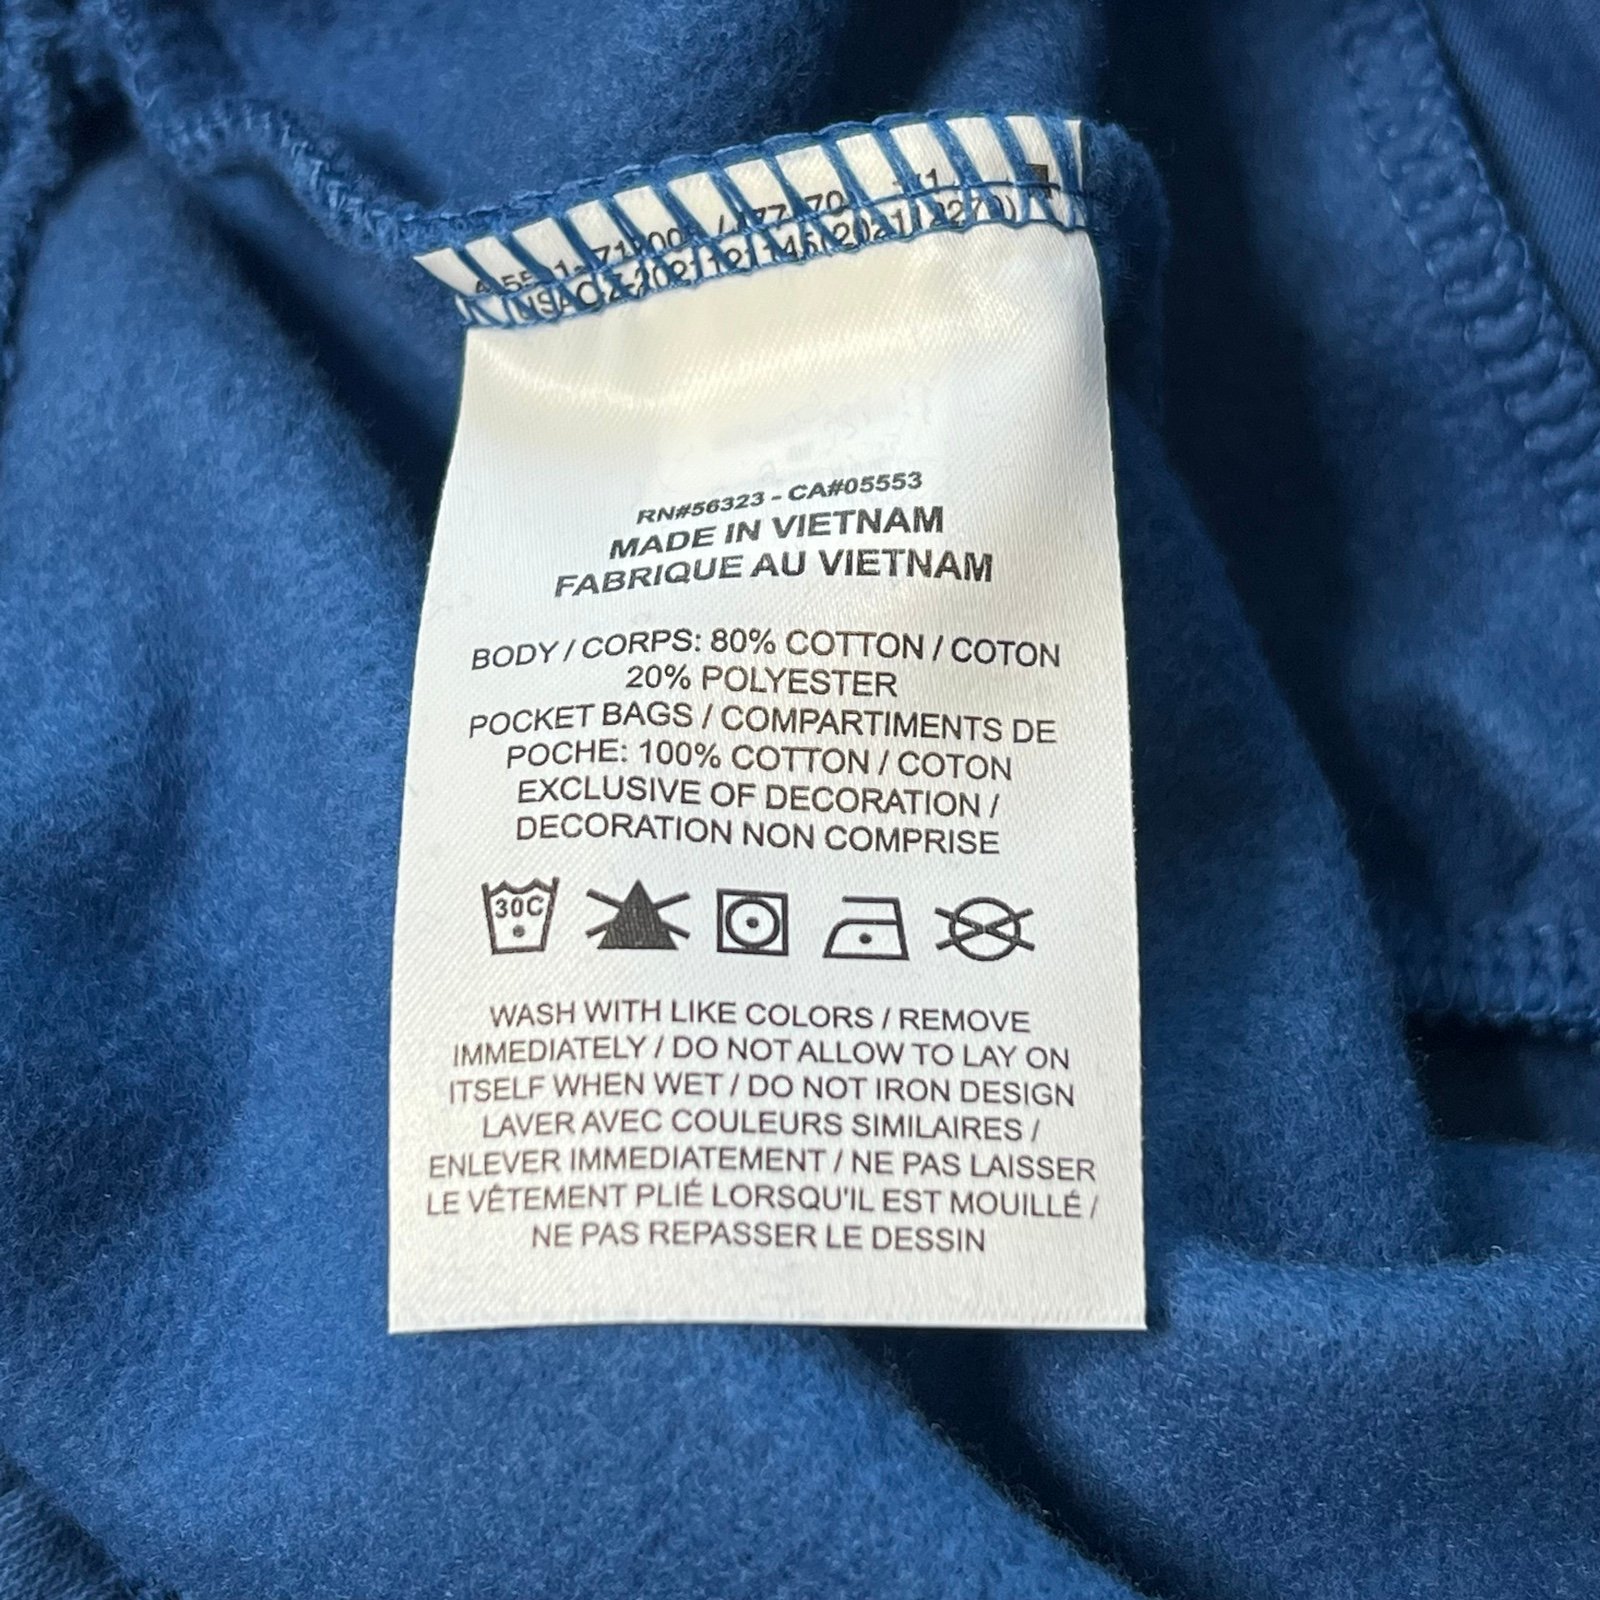 RN#56323 - CA#05553
MADE IN VIETNAM
FABRIQUE AU VIETNAM
BODY / CORPS: 80% COTTON / COTON
20% POLYESTER
POCKET BAGS / COMPARTIMENTS DE
POCHE: 100% COTTON / COTON
EXCLUSIVE OF DECORATION /
DECORATION NON COMPRISE
30C
WASH WITH LIKE COLORS / REMOVE
IMMEDIATELY / DO NOT ALLOW TO LAY ON
ITSELF WHEN WET / DO NOT IRON DESIGN
LAVER AVEC COULEURS SIMILAIRES /
ENLEVER IMMEDIATEMENT / NE PAS LAISSER
LE VÊTEMENT PLIÉ LORSQU'IL EST MOUILLÉ /
NE PAS REPASSER LE DESSIN